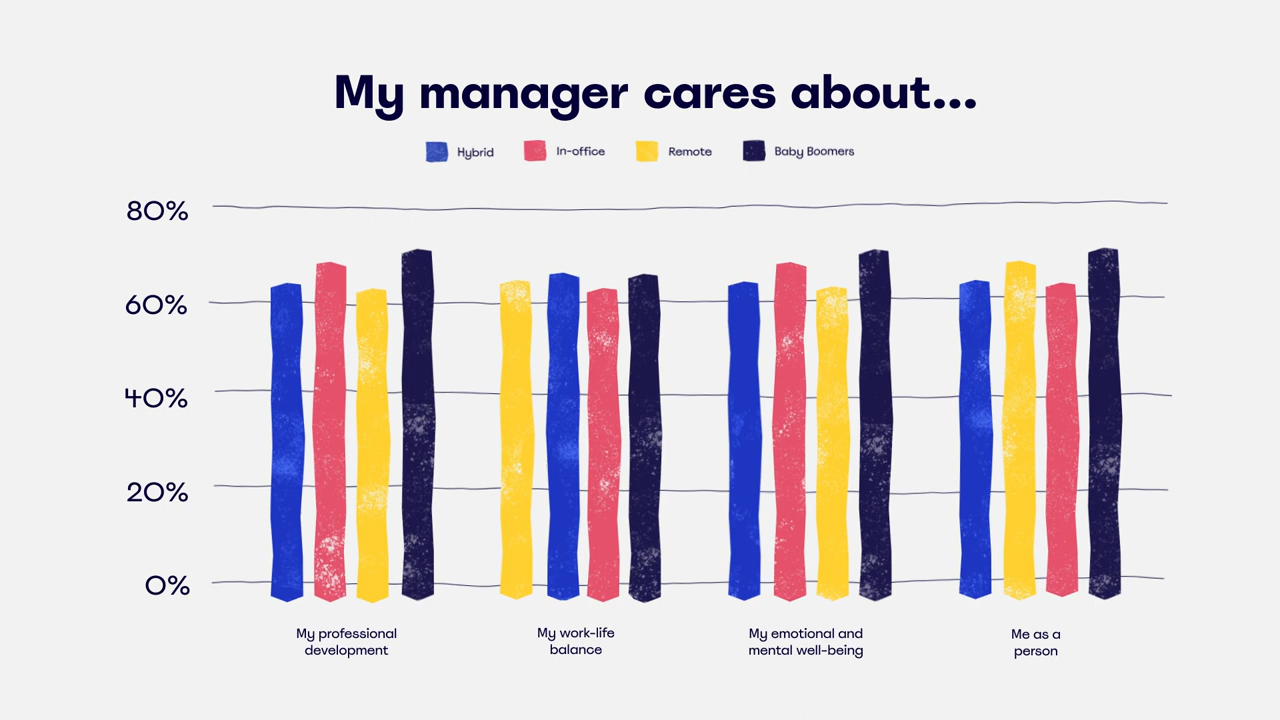 My manager cares about...
Hybrid In-office Remote Baby Boomers
80%
60%
40%
20%
0%
My professional
development
My work-life
balance
My emotional and
mental well-being
Me as a
person